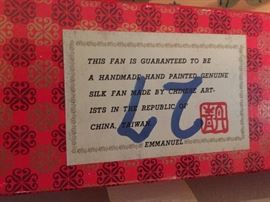 THIS FAN IS GUARANTEED TO BE
A HANDMADE HAND PAINTED GENUINE
SILK FAN MADE BY CHINESE ART-
ISTS IN THE REPUBLIC OF
CHINA, TAIWAN.
EMMANUEL
27